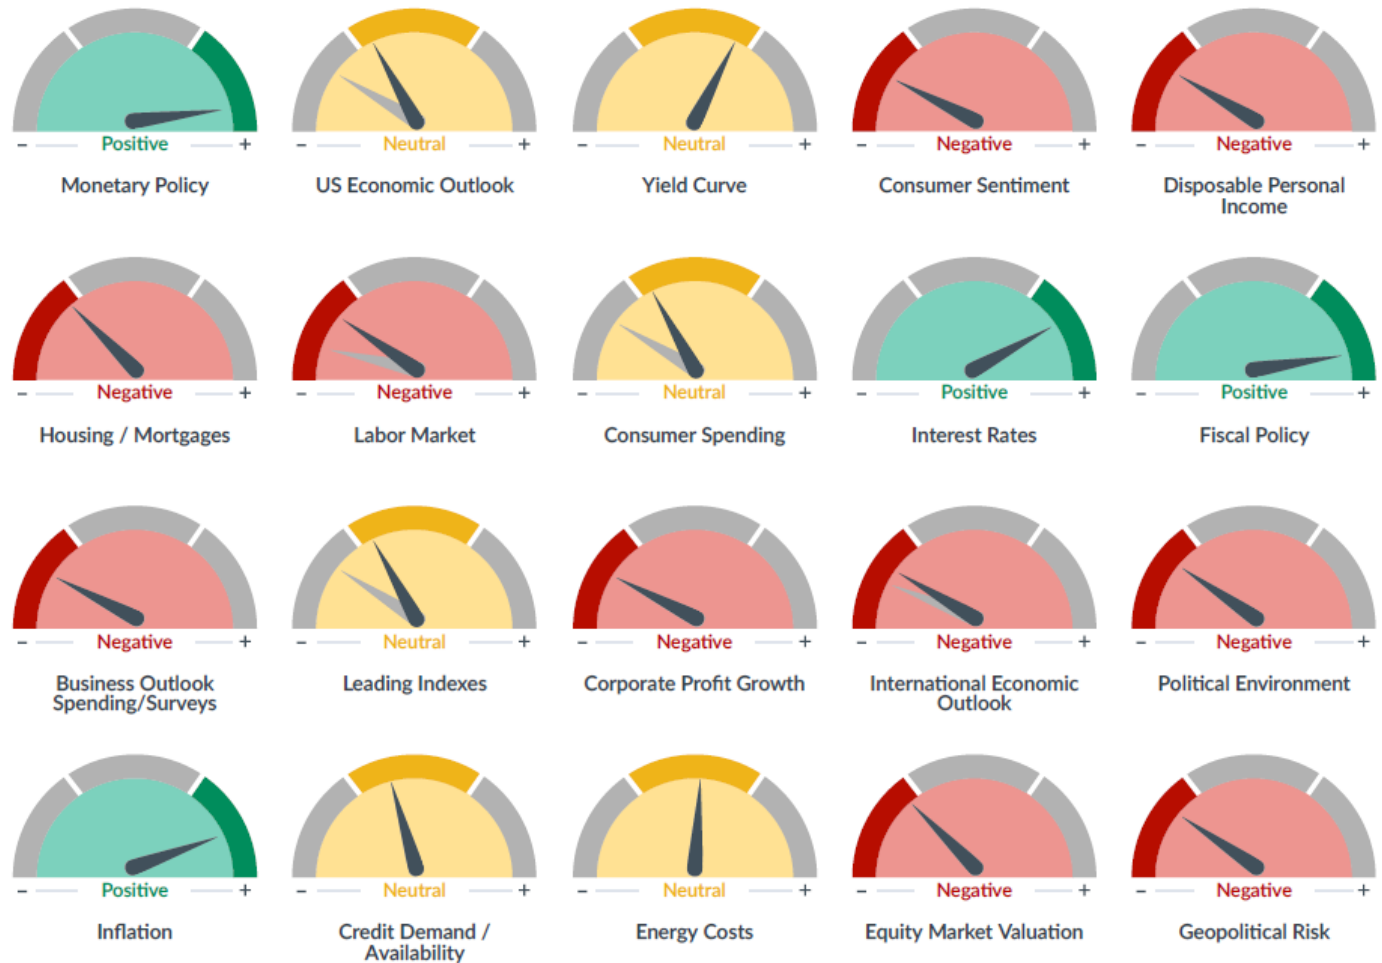 - Positive +
Monetary Policy
- Neutral +
US Economic Outlook
- Neutral +
Yield Curve
- Negative +
Consumer Sentiment
- Negative +
Disposable Personal
Income
- Negative +
Housing / Mortgages
- Negative +
Labor Market
- Neutral +
Consumer Spending
- Positive +
Interest Rates
- Positive +
Fiscal Policy
- Negative +
Business Outlook
Spending/Surveys
- Neutral +
Leading Indexes
- Negative +
Corporate Profit Growth
- Negative +
International Economic
Outlook
- Negative +
Political Environment
- Positive +
Inflation
- Neutral +
Credit Demand /
Availability
- Neutral +
Energy Costs
- Negative +
Equity Market Valuation
- Negative +
Geopolitical Risk